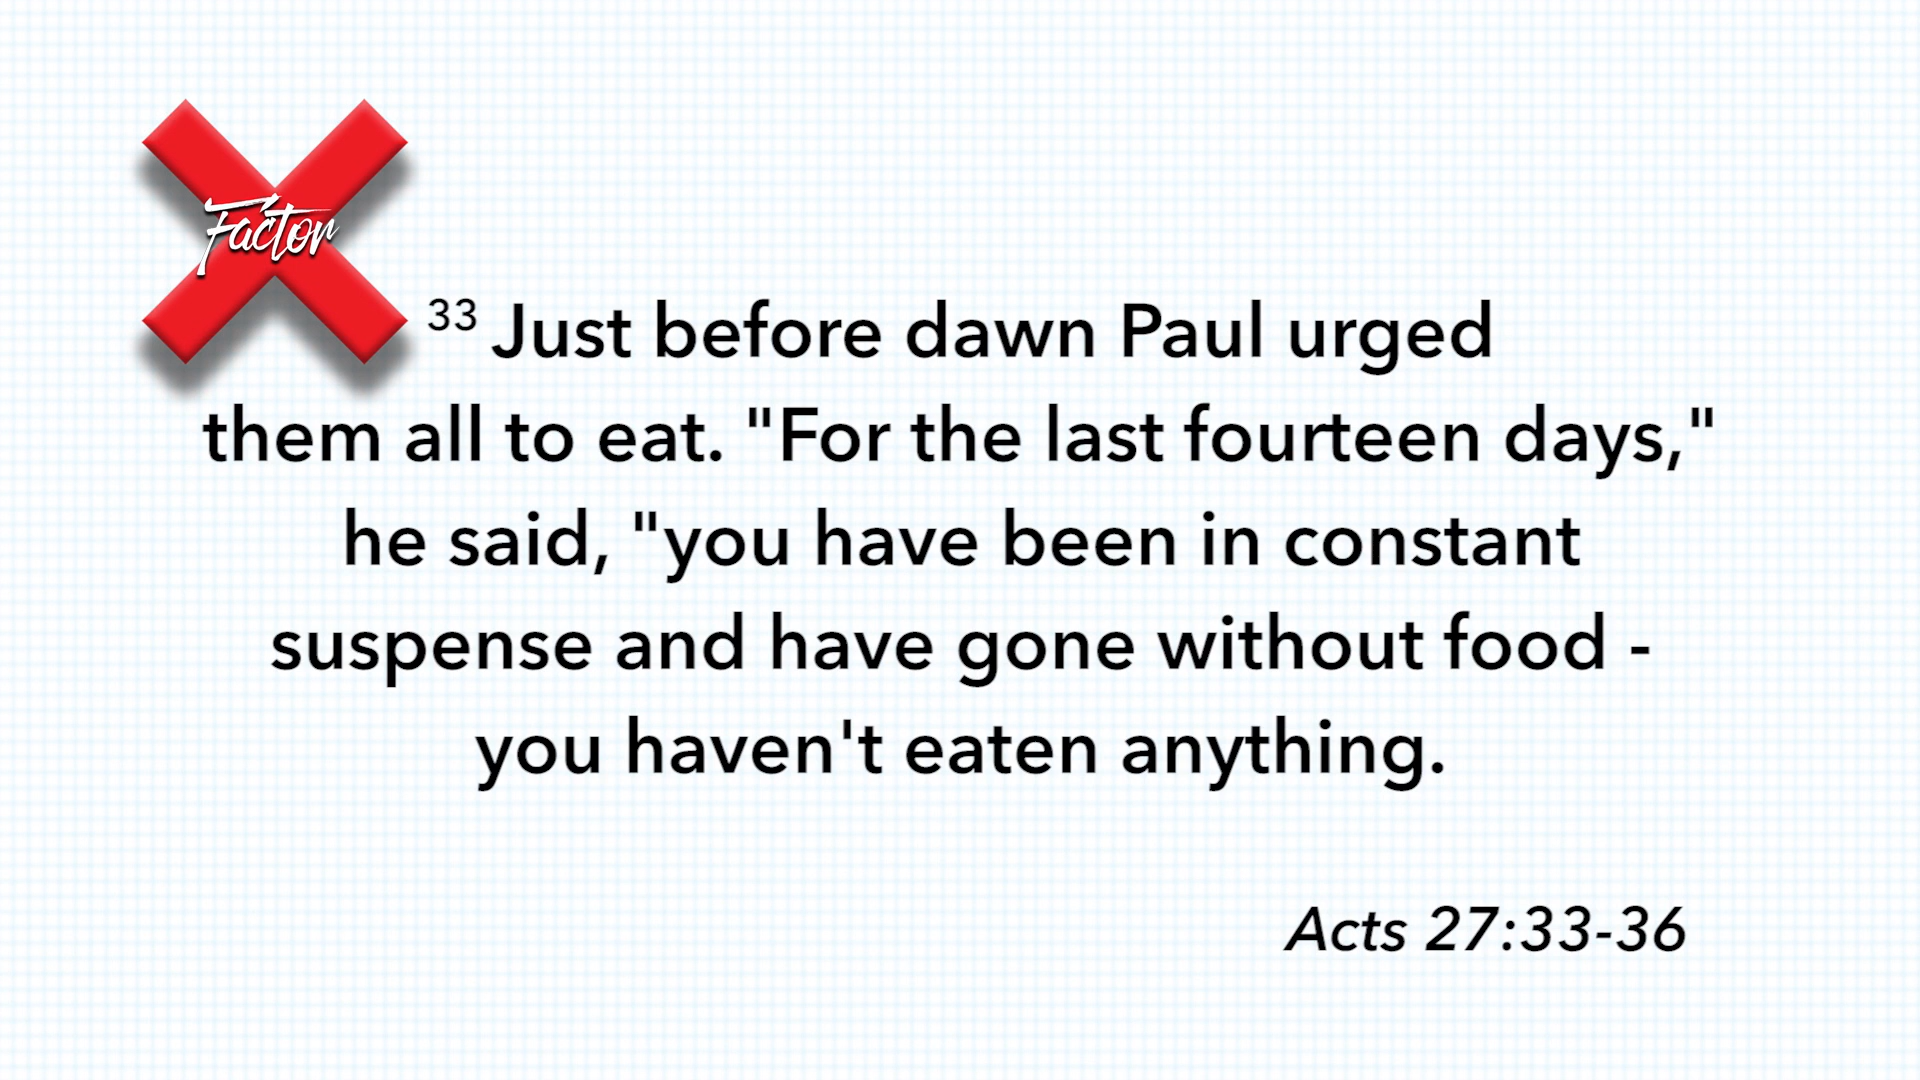 Factor
33 Just before dawn Paul urged
them all to eat. "For the last fourteen days,"
he said, "you have been in constant
suspense and have gone without food -
you haven't eaten anything.
Acts 27:33-36